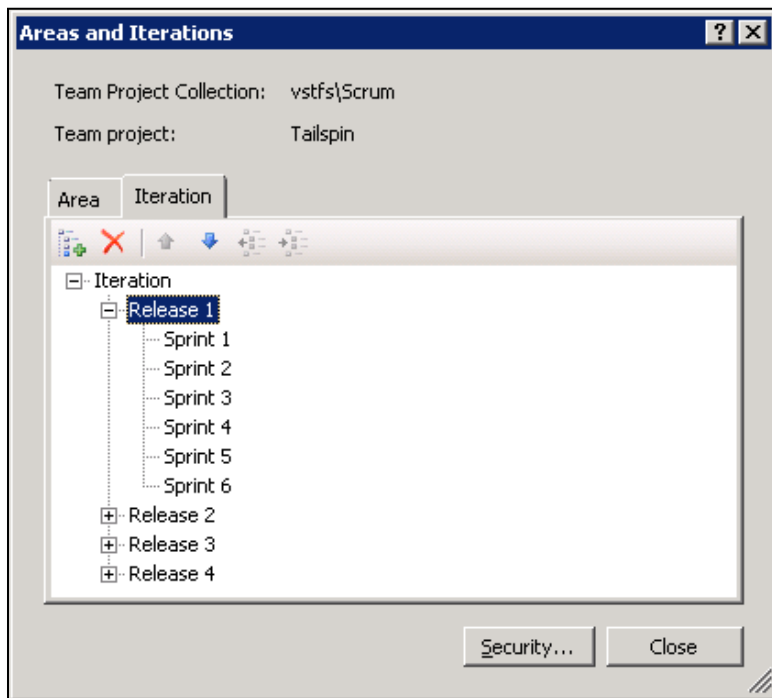 Areas and Iterations
Team Project Collection: vstfs\Scrum
Team project: Tailspin
Area Iteration
Iteration
Release 1
Sprint 1
Sprint 2
Sprint 3
Sprint 4
Sprint 5
Sprint 6
Release 2
Release 3
Release 4
Security... Close